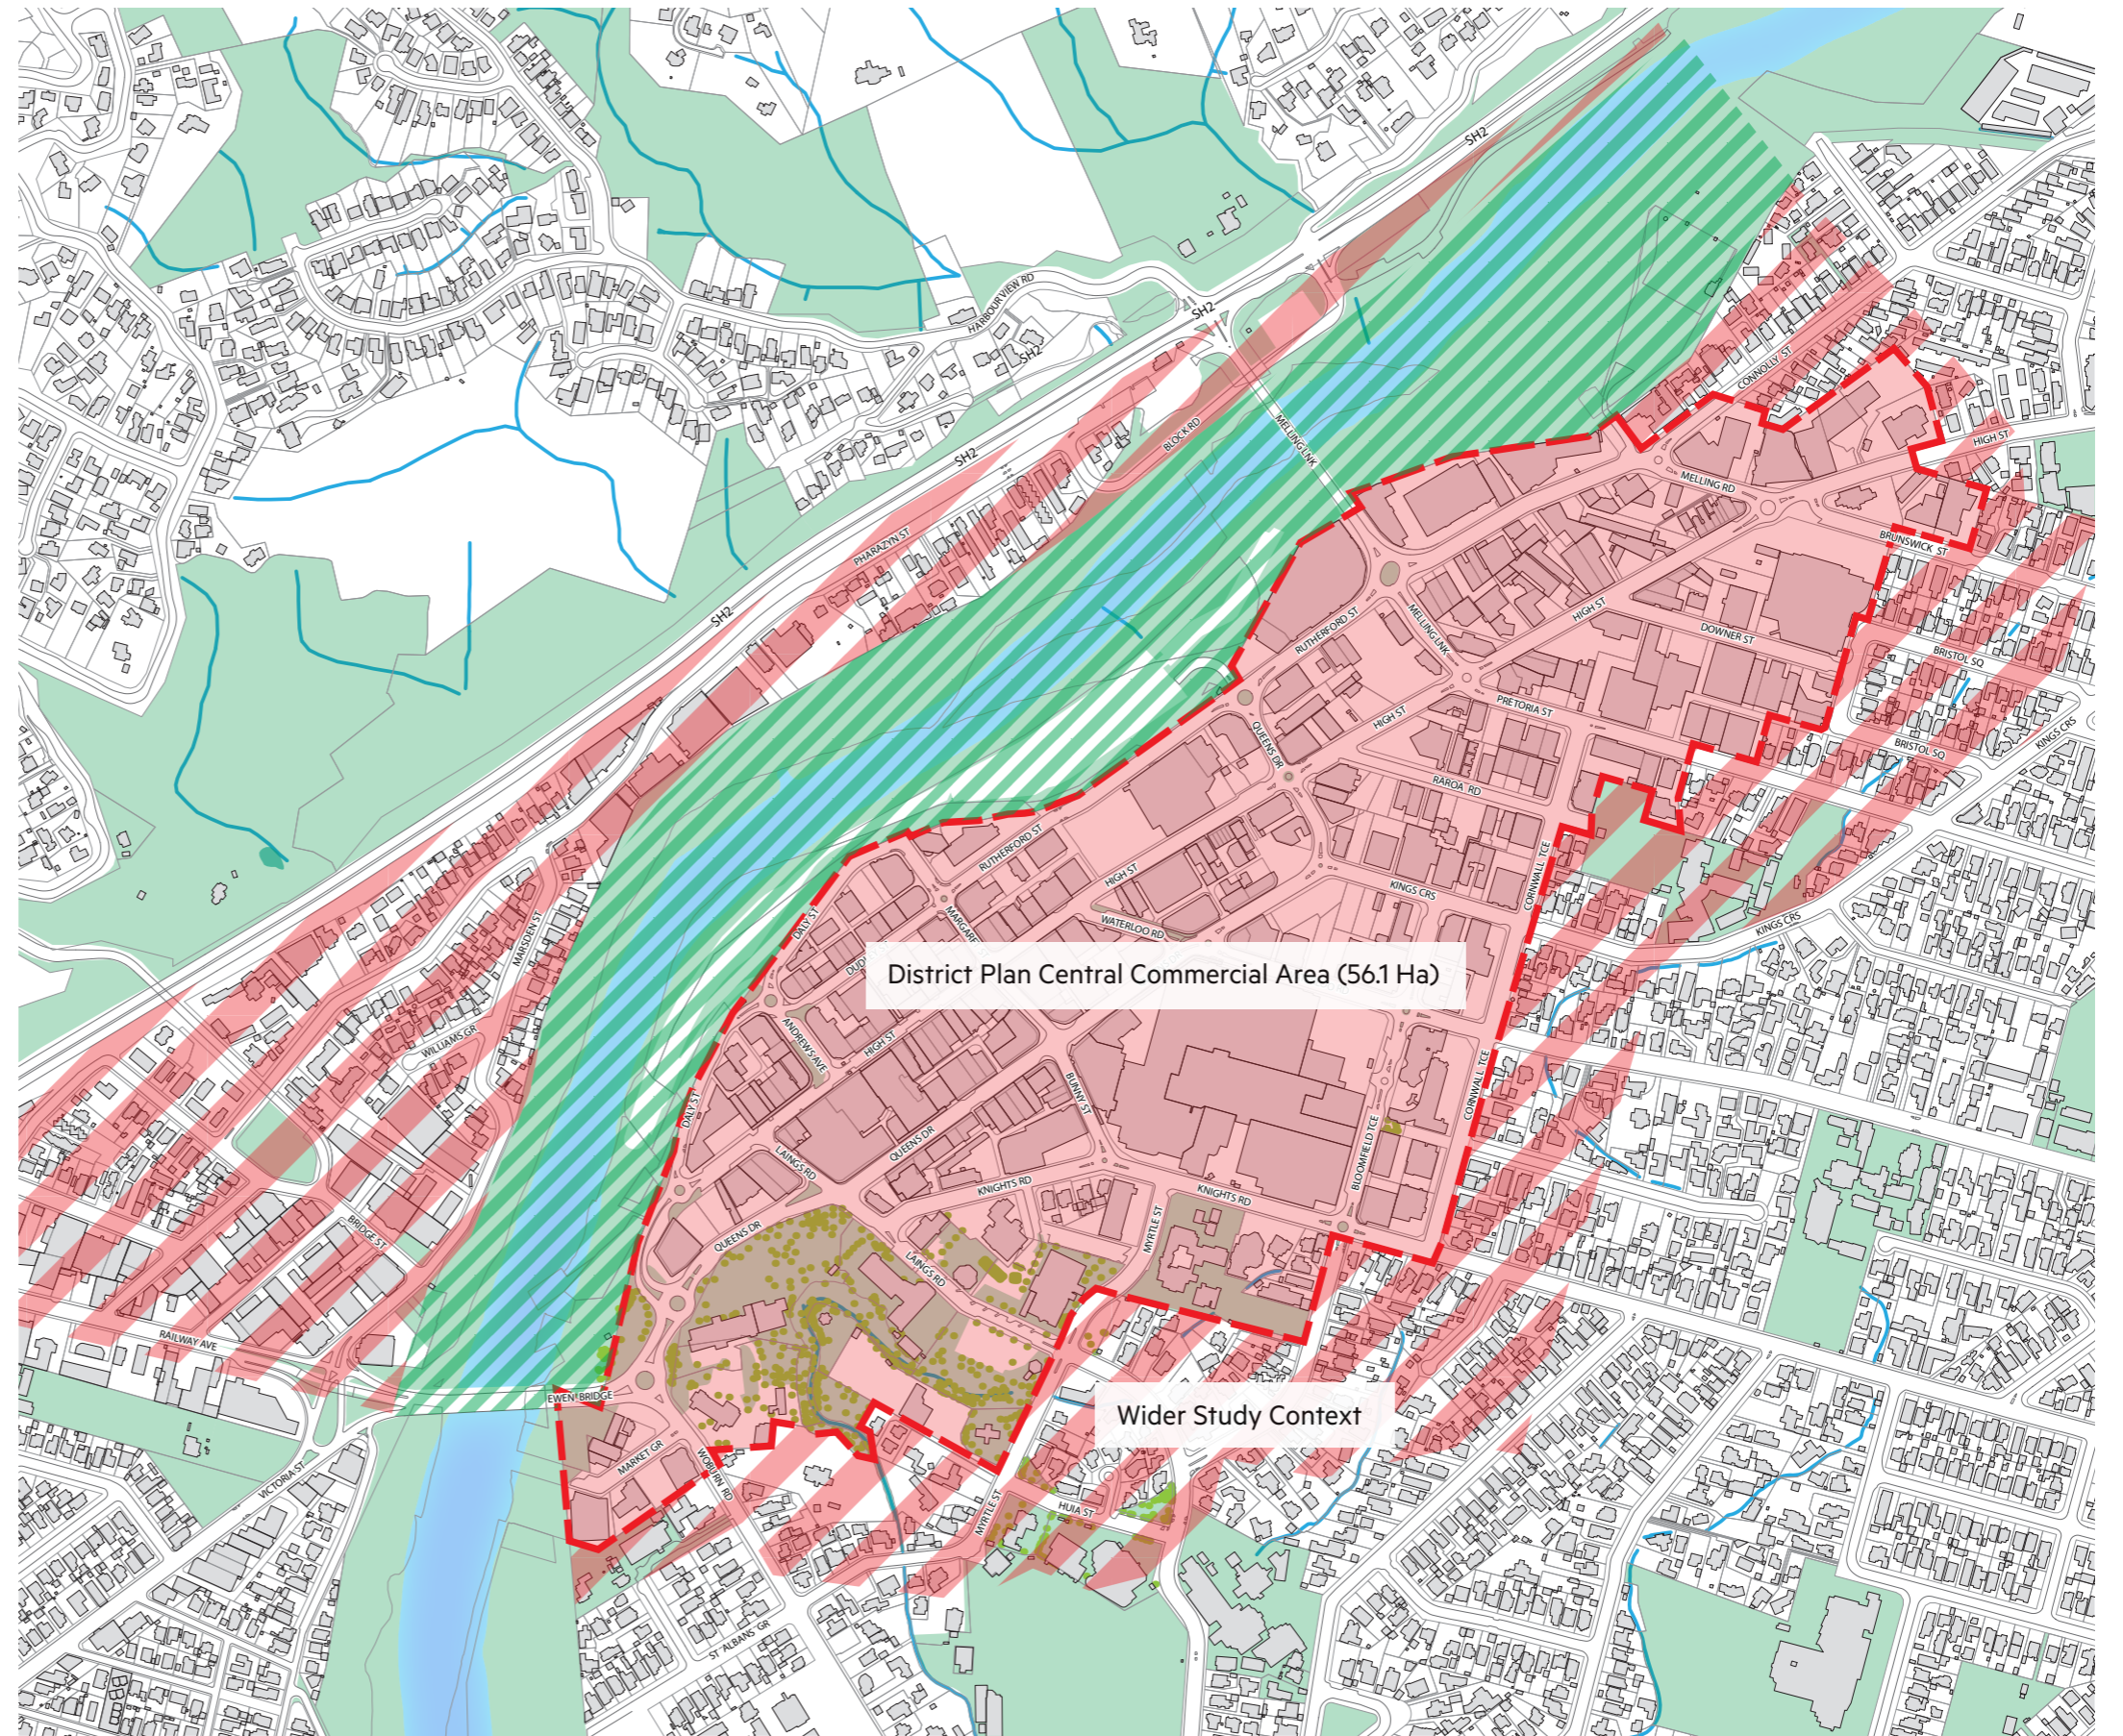 SH2
HARBOUR VIEW RD
SH2
SH2
CONNOLLY ST
BLOCK RD
MELLING LNK
HIGH ST
SH2
MELLING RD
PHARAZYN ST
BRUNSWICK ST
SH2
RUTHERFORD ST
MELLING LNK
HIGH ST
DOWNER ST
BRISTOL SQ
PRETORIA ST
HIGH ST
QUEENS DR
KINGS CRS
BRISTOL SQ
RAROA RD
RUTHERFORD ST
HIGH ST
KINGS CRS
CORNWALL TCE
MARSDEN ST
DALY ST
WATERLOO RD
KINGS CRS
District Plan Central Commercial Area (56.1 Ha)
WILLIAMS GR
ANDREWS AVE
HIGH ST
BUNNY ST
CORNWALL TCE
DALY ST
QUEENS DR
BLOOMFIELD TCE
LAINGS RD
KNIGHTS RD
KNIGHTS RD
BRIDGE ST
QUEENS DR
MYRTLE ST
LAINGS RD
RAILWAY AVE
EWEN BRIDGE
Wider Study Context
MARKET GR
WOBURN RD
VICTORIA ST
MYRTLE ST
HUIA ST
ST ALBANS GR